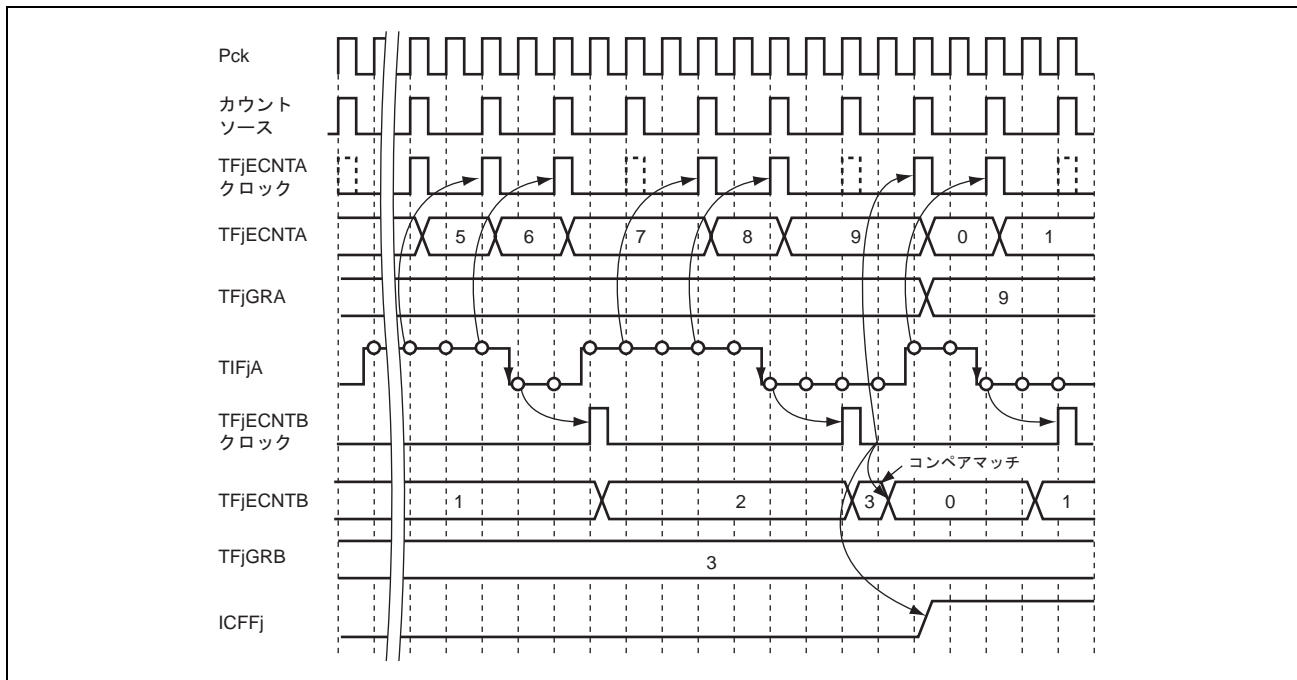 Pck
カウント
ソース
TFjECNTA
クロック
TFjECNTA
5 6 7 8 9 0 1
TFjGRA
9
TIFjA
TFjECNTB
クロック
コンペアマッチ
TFjECNTB
1 2 3 0 1
TFjGRB
3
ICFFj